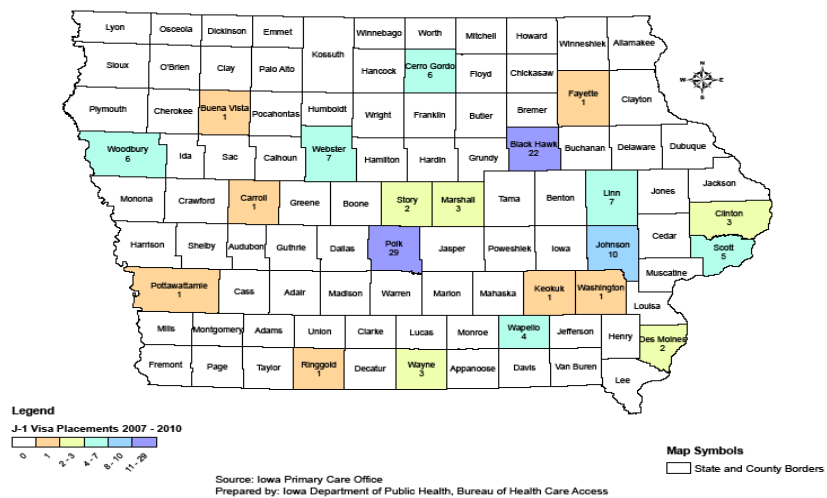 Lyon Osceola Dickinson Emmet Winnebago Worth Mitchell Howard Winneshiek Allamakee
Kossuth
Sioux O'Brien Clay Palo Alto Hancock Cerro Gordo Floyd Chickasaw
6
Fayette
1
Clayton
Plymouth Cherokee Buena Vista Pocahontas Humboldt Wright Franklin Butler Bremer
1
Woodbury Ida Sac Calhoun Webster Hamilton Hardin Grundy Black Hawk Buchanan Delaware Dubuque
6 7 22
Monona Crawford Carroll Greene Boone Story Marshall Tama Benton Linn Jones Jackson
1 2 3 7
Clinton
3
Harrison Shelby Audubon Guthrie Dallas Polk Jasper Poweshiek Iowa Johnson Cedar Scott
29 10 5
Muscatine
Pottawattamie Cass Adair Madison Warren Marion Mahaska Keokuk Washington Louisa
1 1 1
Mills Montgomery Adams Union Clarke Lucas Monroe Wapello Jefferson Henry Des Moines
4 2
Fremont Page Taylor Ringgold Decatur Wayne Appanoose Davis Van Buren Lee
1 3
N
W E
S
Legend
J-1 Visa Placements 2007 - 2010
0 1 2 - 3 4 - 7 8 - 10 11 - 29
Map Symbols
State and County Borders
Source: Iowa Primary Care Office
Prepared by: Iowa Department of Public Health, Bureau of Health Care Access